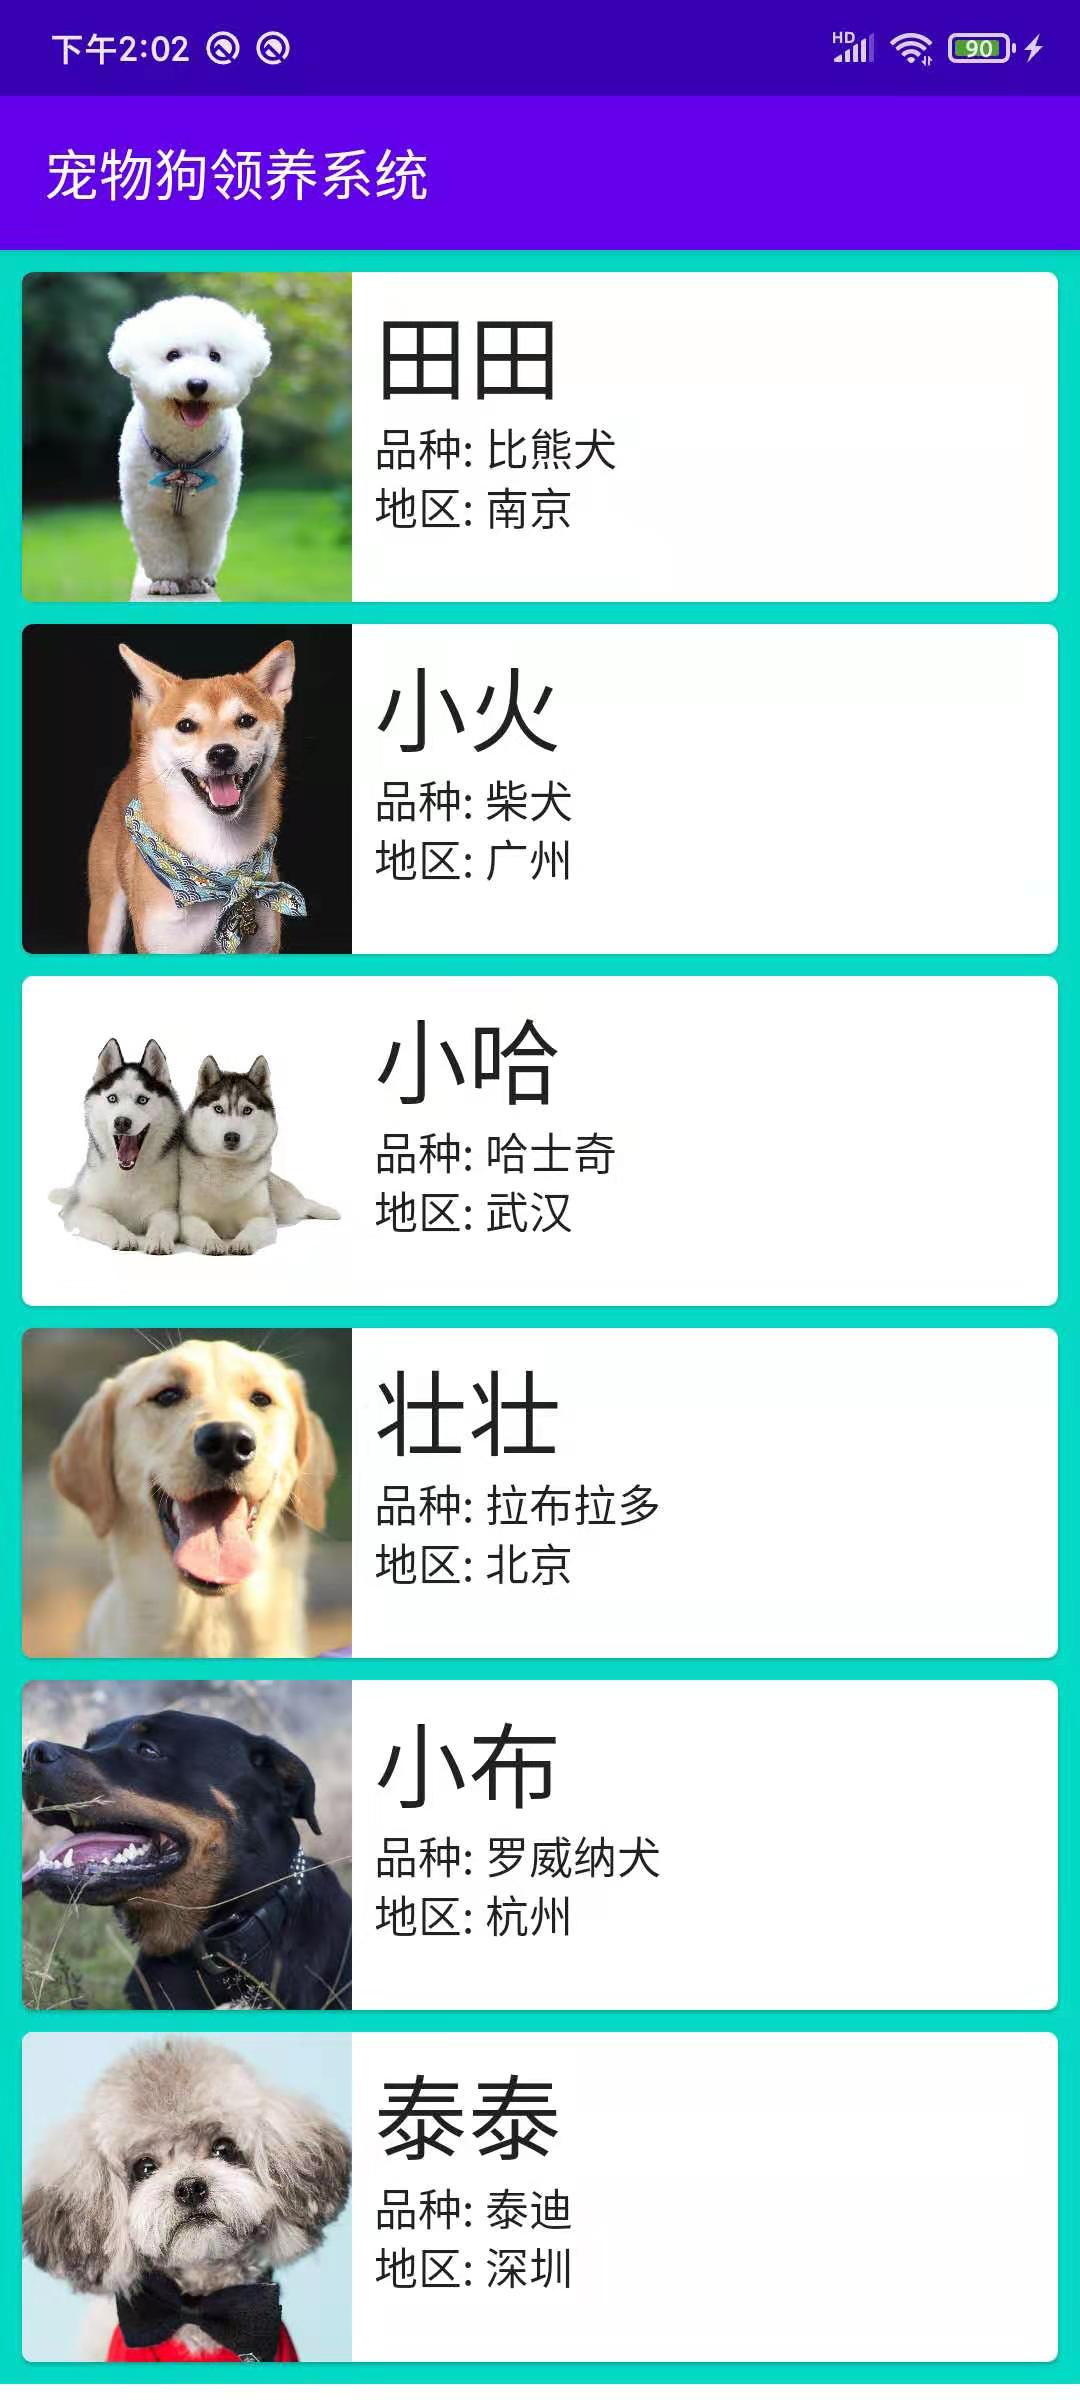 下午2:02
HD
90
宠物狗领养系统
田田
品种: 比熊犬
地区: 南京
小火
品种: 柴犬
地区: 广州
小哈
品种: 哈士奇
地区: 武汉
壮壮
品种: 拉布拉多
地区: 北京
小布
品种: 罗威纳犬
地区: 杭州
泰泰
品种: 泰迪
地区: 深圳